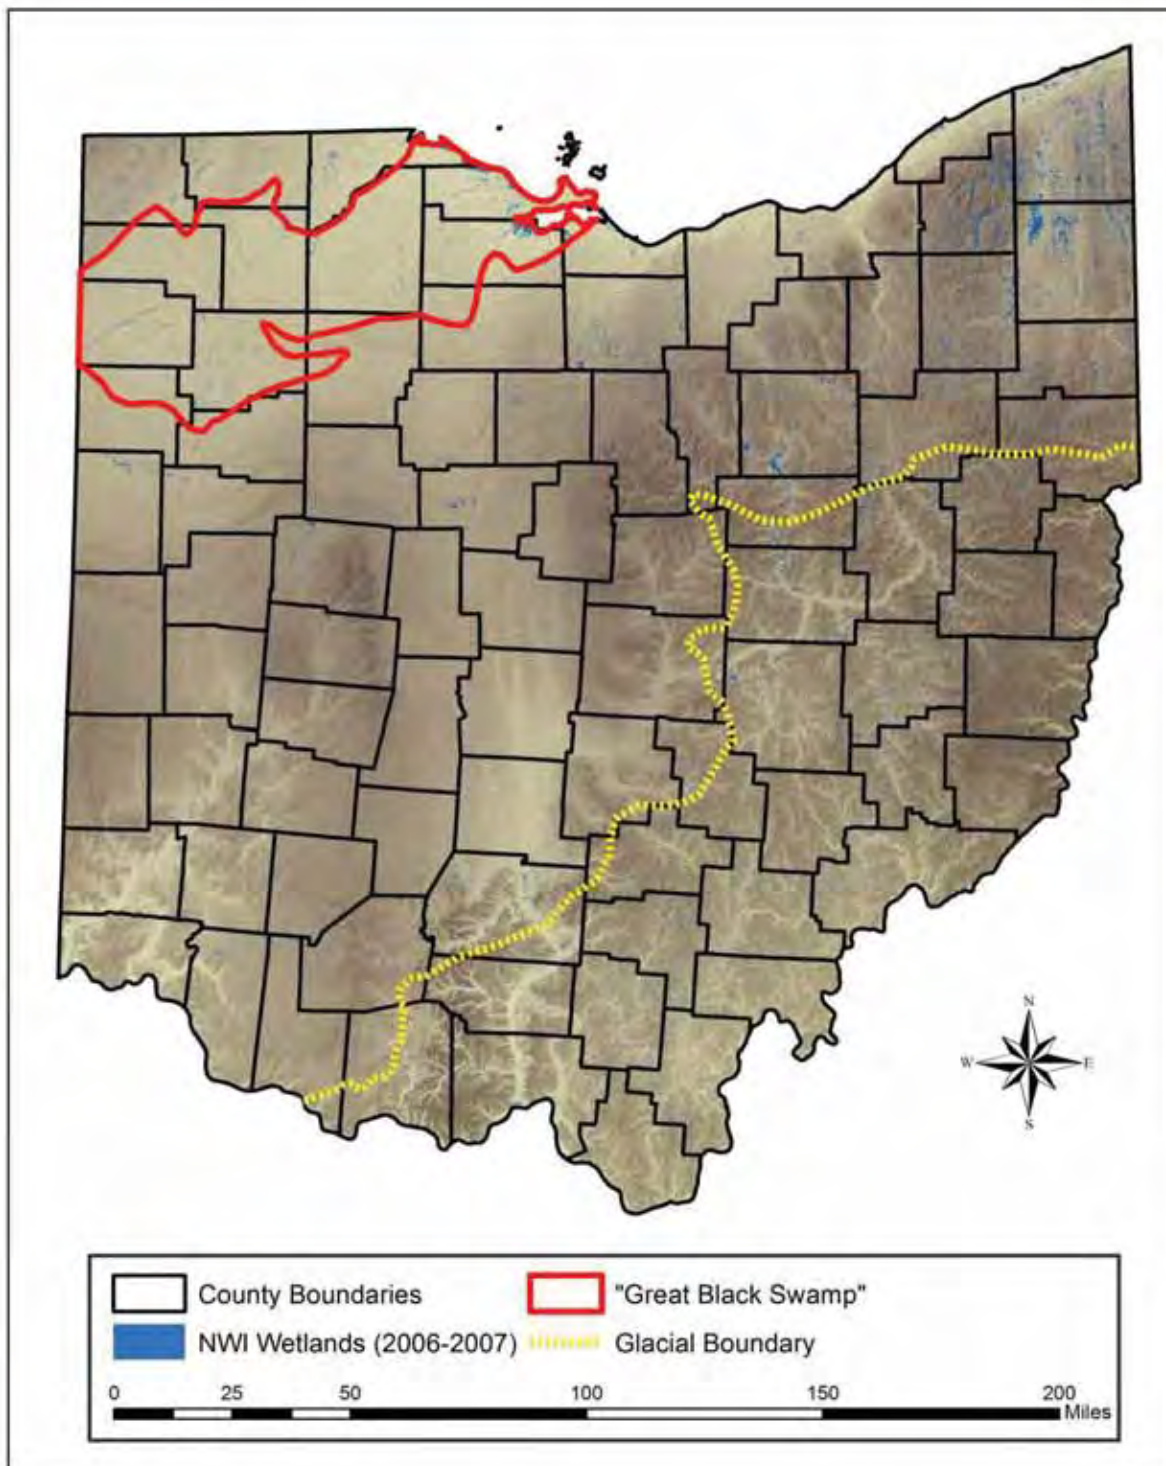 N
W E
S
County Boundaries "Great Black Swamp"
NWI Wetlands (2006-2007) Glacial Boundary
0 25 50 100 150 200
Miles